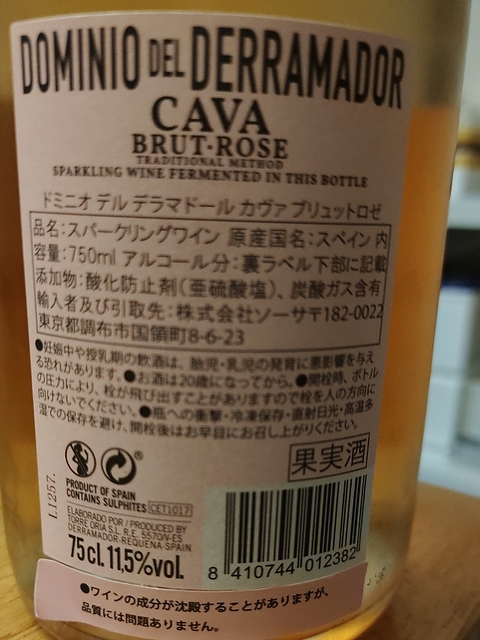 DOMINIO DEL DERRAMADOR
CAVA
BRUT·ROSE
TRADITIONAL METHOD
SPARKLING WINE FERMENTED IN THIS BOTTLE
ドミニオ デル デラマドール カヴァ ブリュットロゼ
品名:スパークリングワイン 原産国名:スペイン 内
容量:750ml アルコール分:裏ラベル下部に記載
添加物:酸化防止剤(亜硫酸塩)、炭酸ガス含有
輸入者及び引取先:株式会社ソーサ〒182-0022
東京都調布市国領町8-6-23
●妊娠中や授乳期の飲酒は、胎児・乳児の発育に悪影響を与え
る恐れがあります。●お酒は20歳になってから。●開栓時、ボトル
の圧力により、栓が飛び出すことがありますので栓を人の方向に
向けないでください。●瓶への衝撃・冷凍保存・直射日光・高温多
湿での保存を避け、開栓後はお早目にお召し上がりください。
果実酒
PRODUCT OF SPAIN
CONTAINS SULPHITES CET1017
L1257.
ELABORADO POR / PRODUCED BY
TORRE ORIA S.L. R.E. 5570/V-ES
DERRAMADOR-REQUENA-SPAIN
75cl. 11,5%vol.
8 410744 012382
●ワインの成分が沈殿することがありますが、
品質には問題ありません。